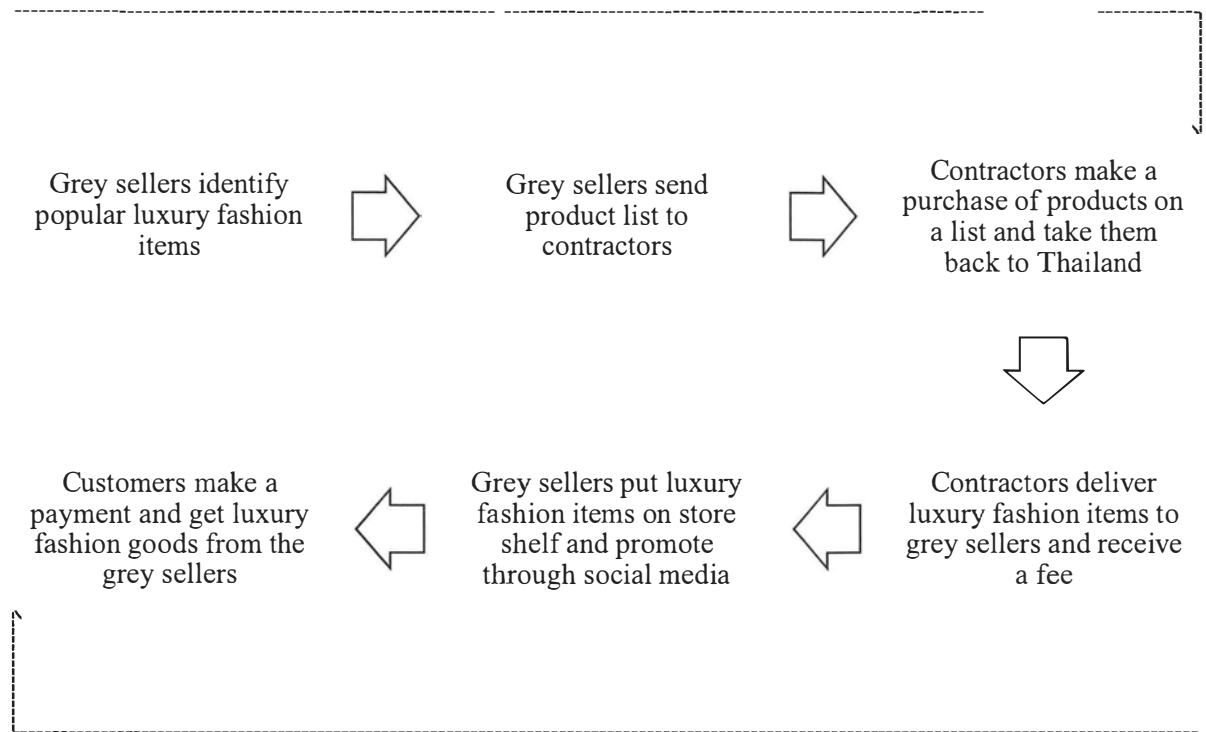 Grey sellers identify
popular luxury fashion
items
Grey sellers send
product list to
contractors
Contractors make a
purchase of products on
a list and take them
back to Thailand
Contractors deliver
luxury fashion items to
grey sellers and receive
a fee
Grey sellers put luxury
fashion items on store
shelf and promote
through social media
Customers make a
payment and get luxury
fashion goods from the
grey sellers